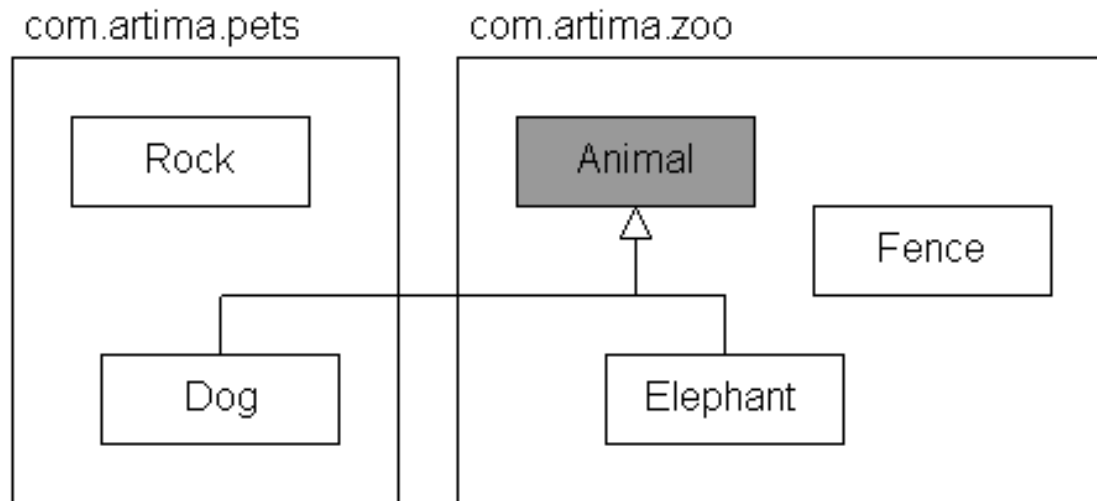 com.artima.pets
com.artima.zoo
Rock
Animal
Fence
Dog
Elephant